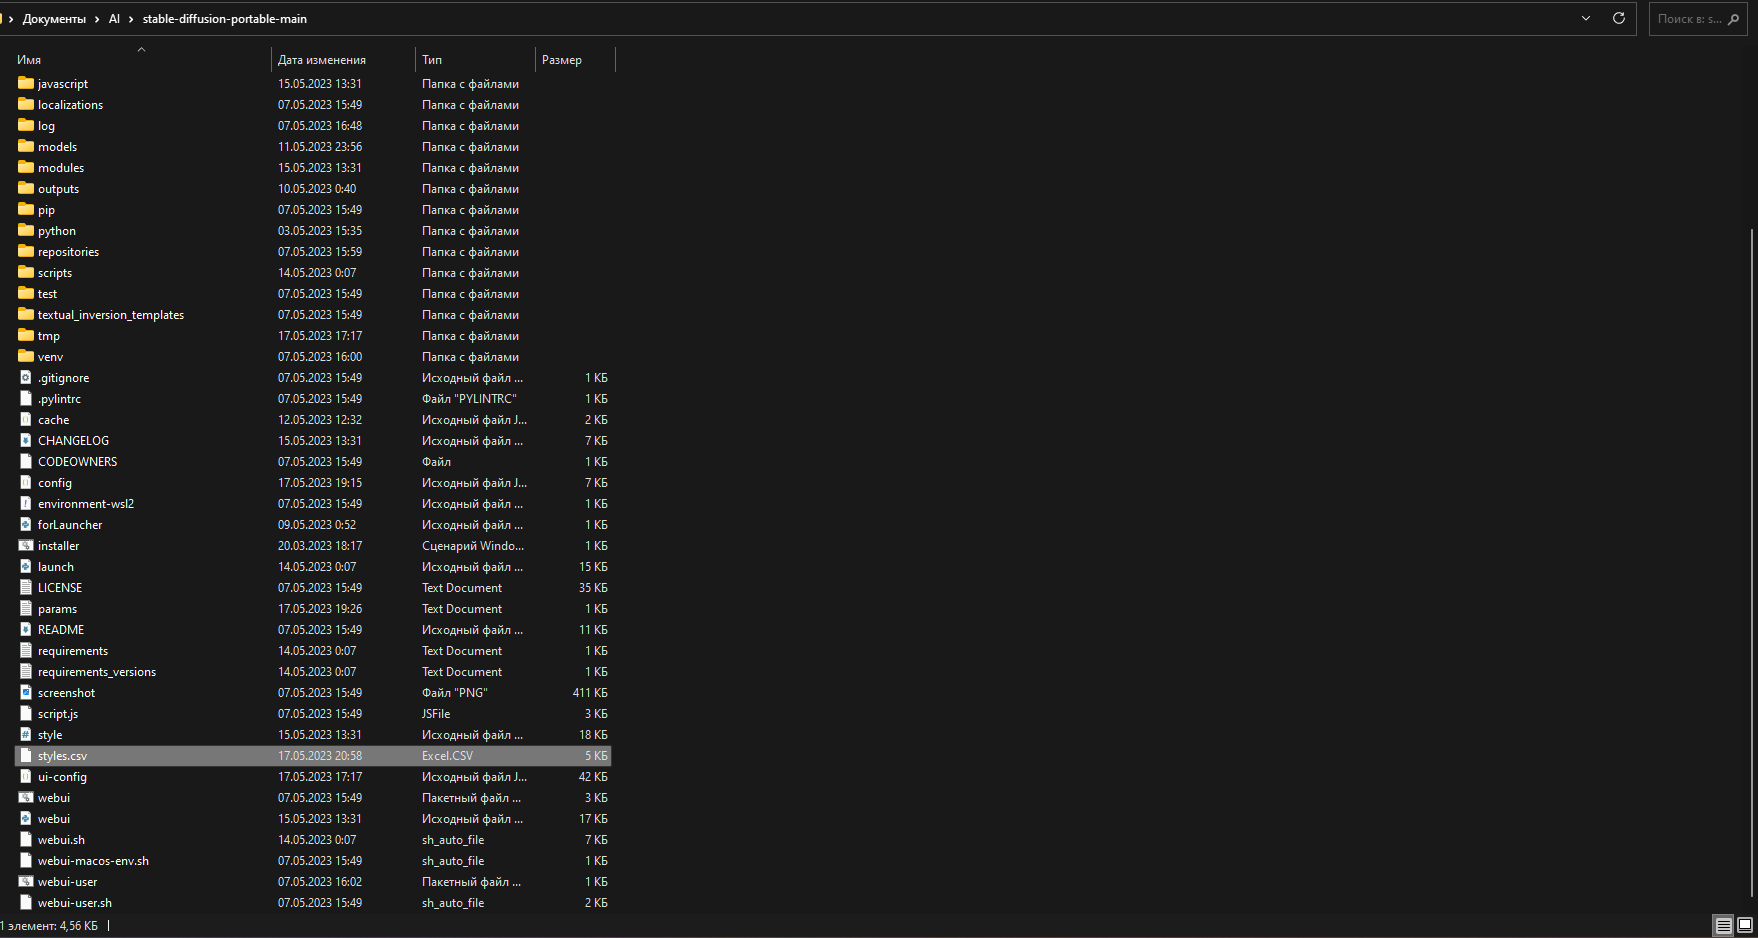 Документы > AI > stable-diffusion-portable-main
Поиск в: s...
Имя Дата изменения Тип Размер
javascript 15.05.2023 13:31 Папка с файлами
localizations 07.05.2023 15:49 Папка с файлами
log 07.05.2023 16:48 Папка с файлами
models 11.05.2023 23:56 Папка с файлами
modules 15.05.2023 13:31 Папка с файлами
outputs 10.05.2023 0:40 Папка с файлами
pip 07.05.2023 15:49 Папка с файлами
python 03.05.2023 15:35 Папка с файлами
repositories 07.05.2023 15:59 Папка с файлами
scripts 14.05.2023 0:07 Папка с файлами
test 07.05.2023 15:49 Папка с файлами
textual_inversion_templates 07.05.2023 15:49 Папка с файлами
tmp 17.05.2023 17:17 Папка с файлами
venv 07.05.2023 16:00 Папка с файлами
.gitignore 07.05.2023 15:49 Исходный файл ... 1 КБ
.pylintrc 07.05.2023 15:49 Файл "PYLINTRC" 1 КБ
cache 12.05.2023 12:32 Исходный файл J... 2 КБ
CHANGELOG 15.05.2023 13:31 Исходный файл ... 7 КБ
CODEOWNERS 07.05.2023 15:49 Файл 1 КБ
config 17.05.2023 19:15 Исходный файл J... 7 КБ
environment-wsl2 07.05.2023 15:49 Исходный файл ... 1 КБ
forLauncher 09.05.2023 0:52 Исходный файл ... 1 КБ
installer 20.03.2023 18:17 Сценарий Windo... 1 КБ
launch 14.05.2023 0:07 Исходный файл ... 15 КБ
LICENSE 07.05.2023 15:49 Text Document 35 КБ
params 17.05.2023 19:26 Text Document 1 КБ
README 07.05.2023 15:49 Исходный файл ... 11 КБ
requirements 14.05.2023 0:07 Text Document 1 КБ
requirements_versions 14.05.2023 0:07 Text Document 1 КБ
screenshot 07.05.2023 15:49 Файл "PNG" 411 КБ
script.js 07.05.2023 15:49 JSFile 3 КБ
style 15.05.2023 13:31 Исходный файл ... 18 КБ
styles.csv 17.05.2023 20:58 Excel.CSV 5 КБ
ui-config 17.05.2023 17:17 Исходный файл J... 42 КБ
webui 07.05.2023 15:49 Пакетный файл ... 3 КБ
webui 15.05.2023 13:31 Исходный файл ... 17 КБ
webui.sh 14.05.2023 0:07 sh_auto_file 7 КБ
webui-macos-env.sh 07.05.2023 15:49 sh_auto_file 1 КБ
webui-user 07.05.2023 16:02 Пакетный файл ... 1 КБ
webui-user.sh 07.05.2023 15:49 sh_auto_file 2 КБ
1 элемент: 4,56 КБ